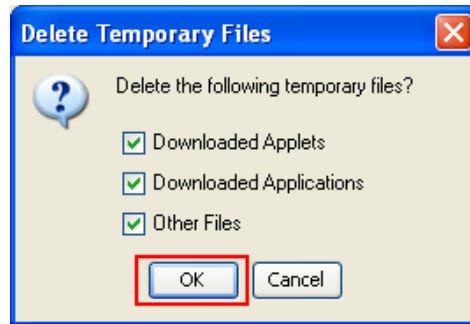 Delete Temporary Files
Delete the following temporary files?
Downloaded Applets
Downloaded Applications
Other Files
OK Cancel